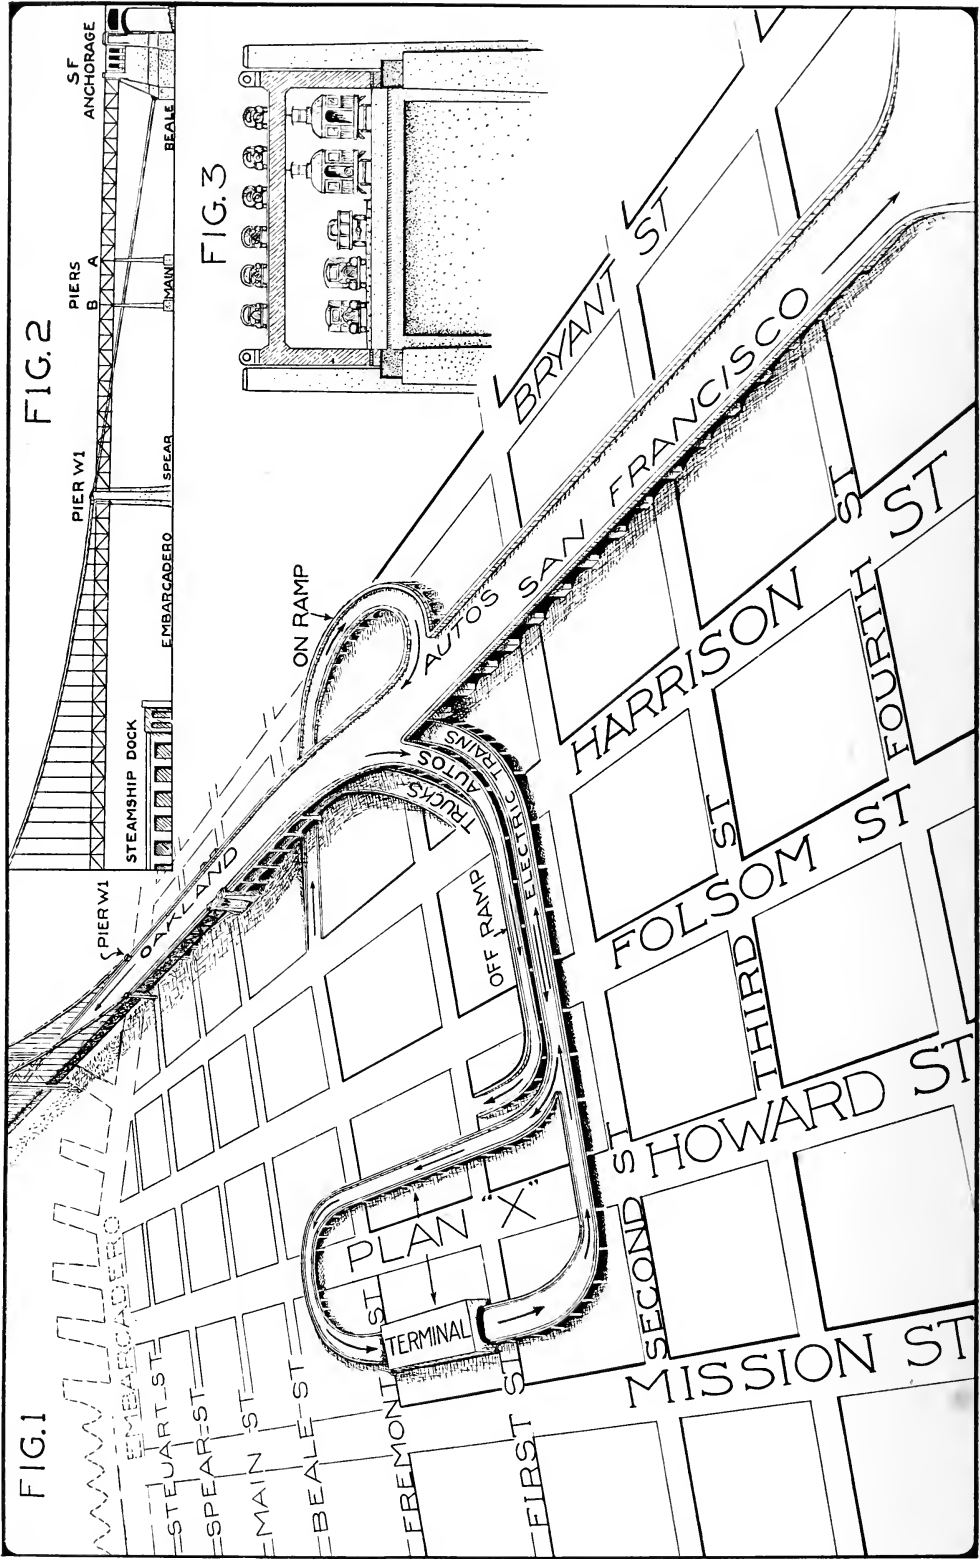 FIG. 2
STEAMSHIP DOCK
EMBARCADERO
PIER W1
SPEAR
PIERS
B
A
MAIN
BEALE
SF
ANCHORAGE
FIG. 3
FIG. 1
PIER W1
OAKLAND
ON RAMP
AUTOS SAN FRANCISCO
TRUCKS
AUTOS
ELECTRIC TRAINS
OFF RAMP
PLAN "X"
TERMINAL
EMBARCADERO
STEUART-ST
SPEAR-ST
MAIN ST
BEALE-ST
FREMONT ST
FIRST ST
SECOND ST
THIRD ST
FOURTH ST
BRYANT ST
HARRISON ST
FOLSOM ST
HOWARD ST
MISSION ST